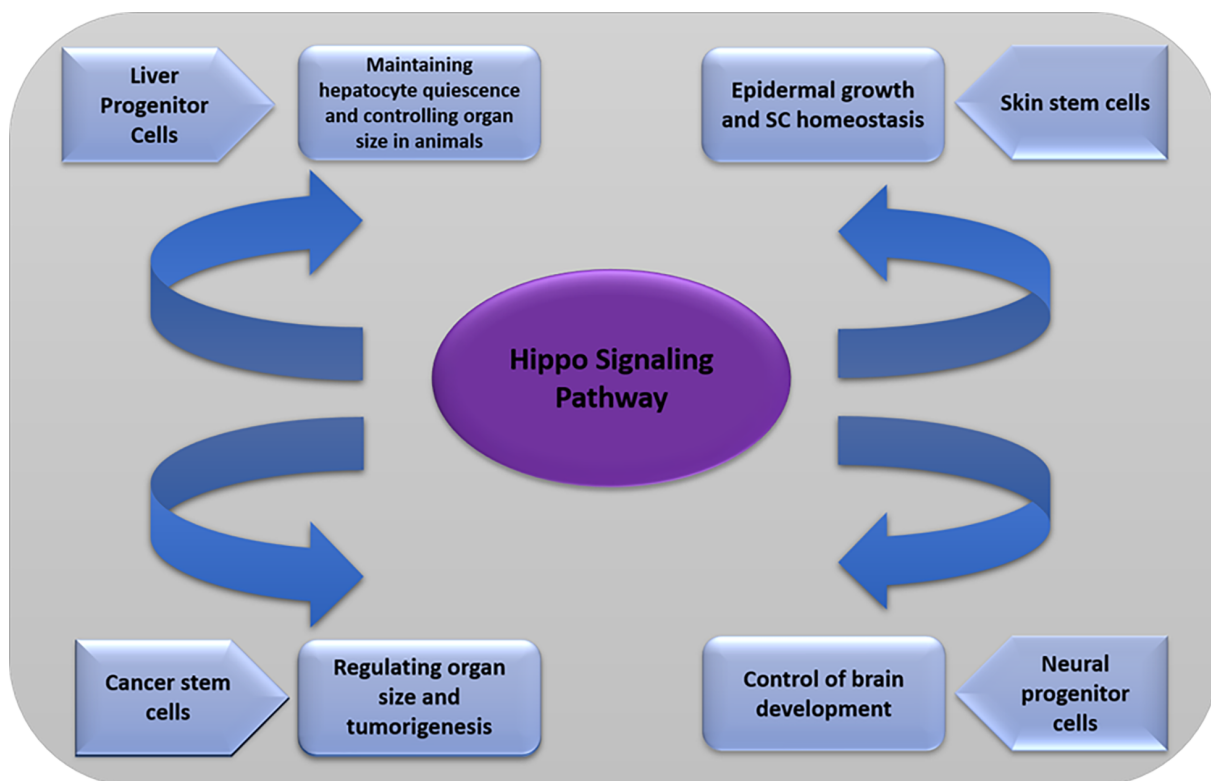 Liver
Progenitor
Cells
Maintaining
hepatocyte quiescence
and controlling organ
size in animals
Epidermal growth
and SC homeostasis
Skin stem cells
Hippo Signaling
Pathway
Cancer stem
cells
Regulating organ
size and
tumorigenesis
Control of brain
development
Neural
progenitor
cells